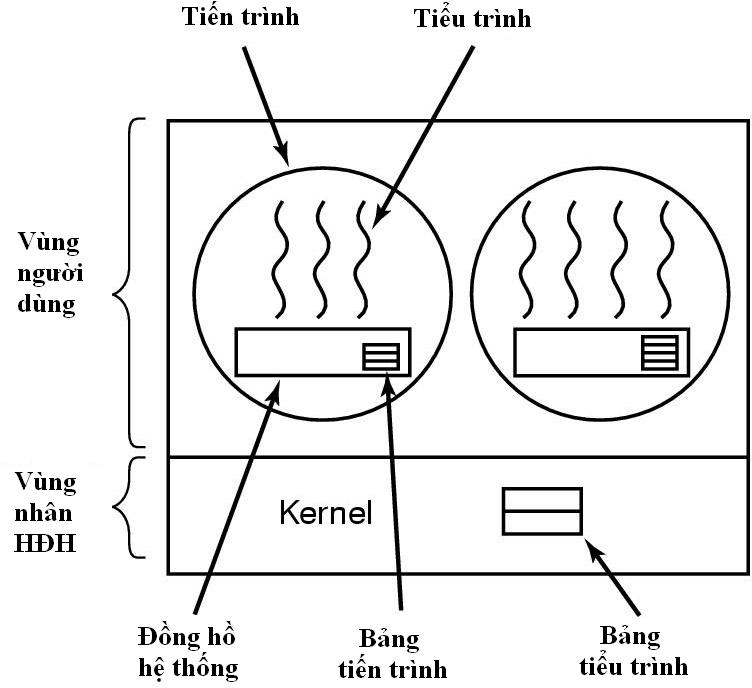 Tiến trình
Tiểu trình
Vùng
người
dùng
Vùng
nhân
HĐH
Kernel
Đồng hồ
hệ thống
Bảng
tiến trình
Bảng
tiểu trình